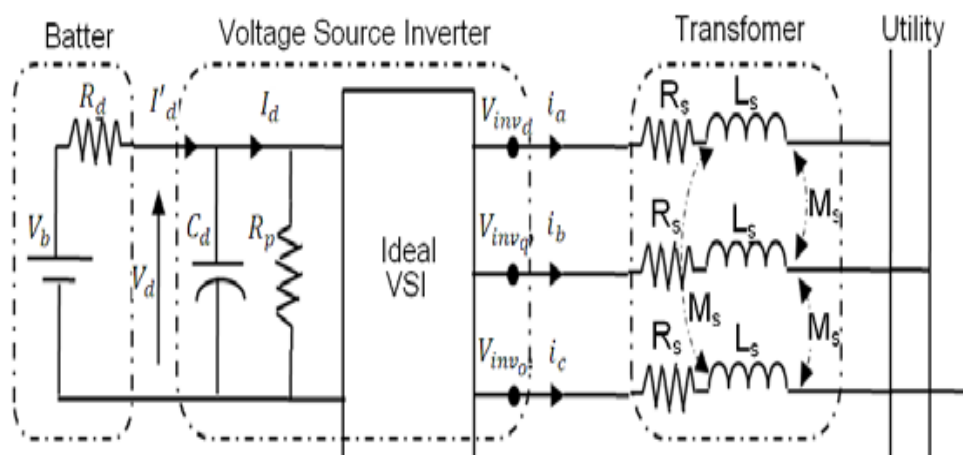 Batter
Voltage Source Inverter
Transfomer
Utility
R_d
I'_d
I_d
V_inv_d
i_a
R_s
L_s
V_b
V_d
C_d
R_p
Ideal
VSI
V_inv_q
i_b
R_s
L_s
M_s
M_s
V_inv_o
i_c
R_s
L_s
M_s